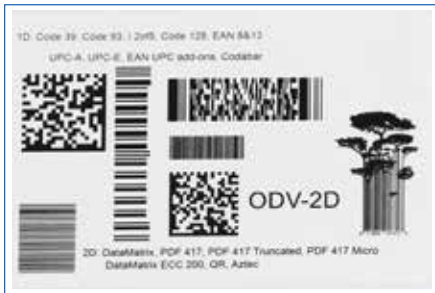 1D: Code 39, Code 93, I 2of5, Code 128, EAN 8&13
UPC-A, UPC-E, EAN UPC add-ons, Codabar
ODV-2D
2D: DataMatrix, PDF 417, PDF 417 Truncated, PDF 417 Micro
DataMatrix ECC 200, QR, Aztec